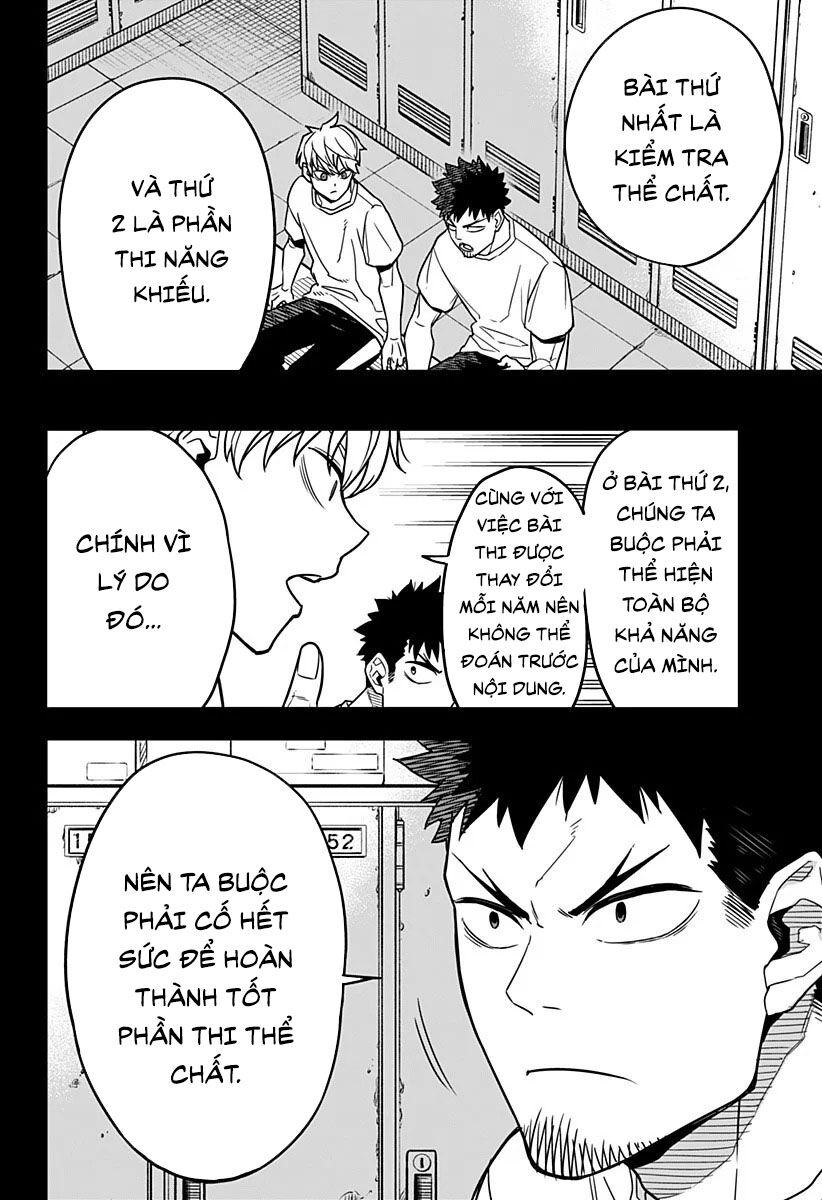 BÀI THỨ
NHẤT LÀ
KIỂM TRA
THỂ CHẤT.
VÀ THỨ
2 LÀ PHẦN
THI NĂNG
KHIẾU.
Ở BÀI THỨ 2,
CHÚNG TA
BUỘC PHẢI
THỂ HIỆN
TOÀN BỘ
KHẢ NĂNG
CỦA MÌNH.
CÙNG VỚI
VIỆC BÀI
THI ĐƯỢC
THAY ĐỔI
MỖI NĂM NÊN
KHÔNG THỂ
ĐOÁN TRƯỚC
NỘI DUNG.
CHÍNH VÌ
LÝ DO
ĐÓ...
52
NÊN TA BUỘC
PHẢI CỐ HẾT
SỨC ĐỂ HOÀN
THÀNH TỐT
PHẦN THI THỂ
CHẤT.